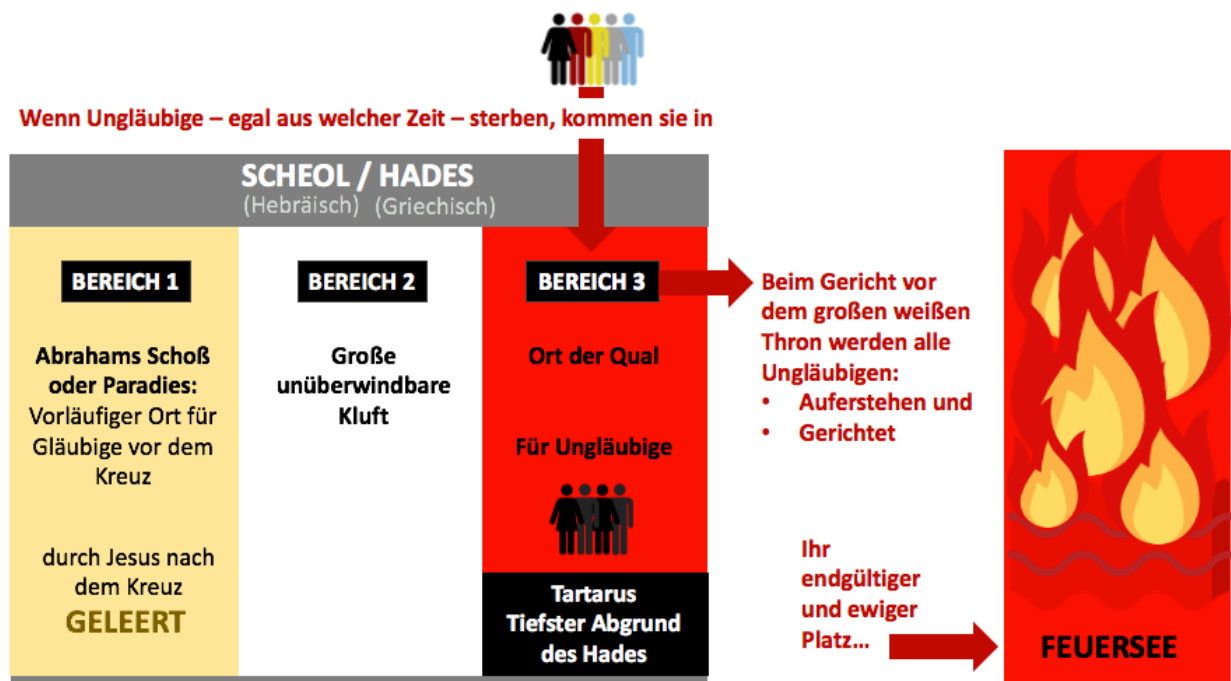 Wenn Ungläubige – egal aus welcher Zeit – sterben, kommen sie in
SCHEOL / HADES
(Hebräisch) (Griechisch)
BEREICH 1
Abrahams Schoß
oder Paradies:
Vorläufiger Ort für
Gläubige vor dem
Kreuz
durch Jesus nach
dem Kreuz
GELEERT
BEREICH 2
Große
unüberwindbare
Kluft
BEREICH 3
Ort der Qual
Für Ungläubige
Tartarus
Tiefster Abgrund
des Hades
Beim Gericht vor
dem großen weißen
Thron werden alle
Ungläubigen:
• Auferstehen und
• Gerichtet
Ihr
endgültiger
und ewiger
Platz...
FEUERSEE